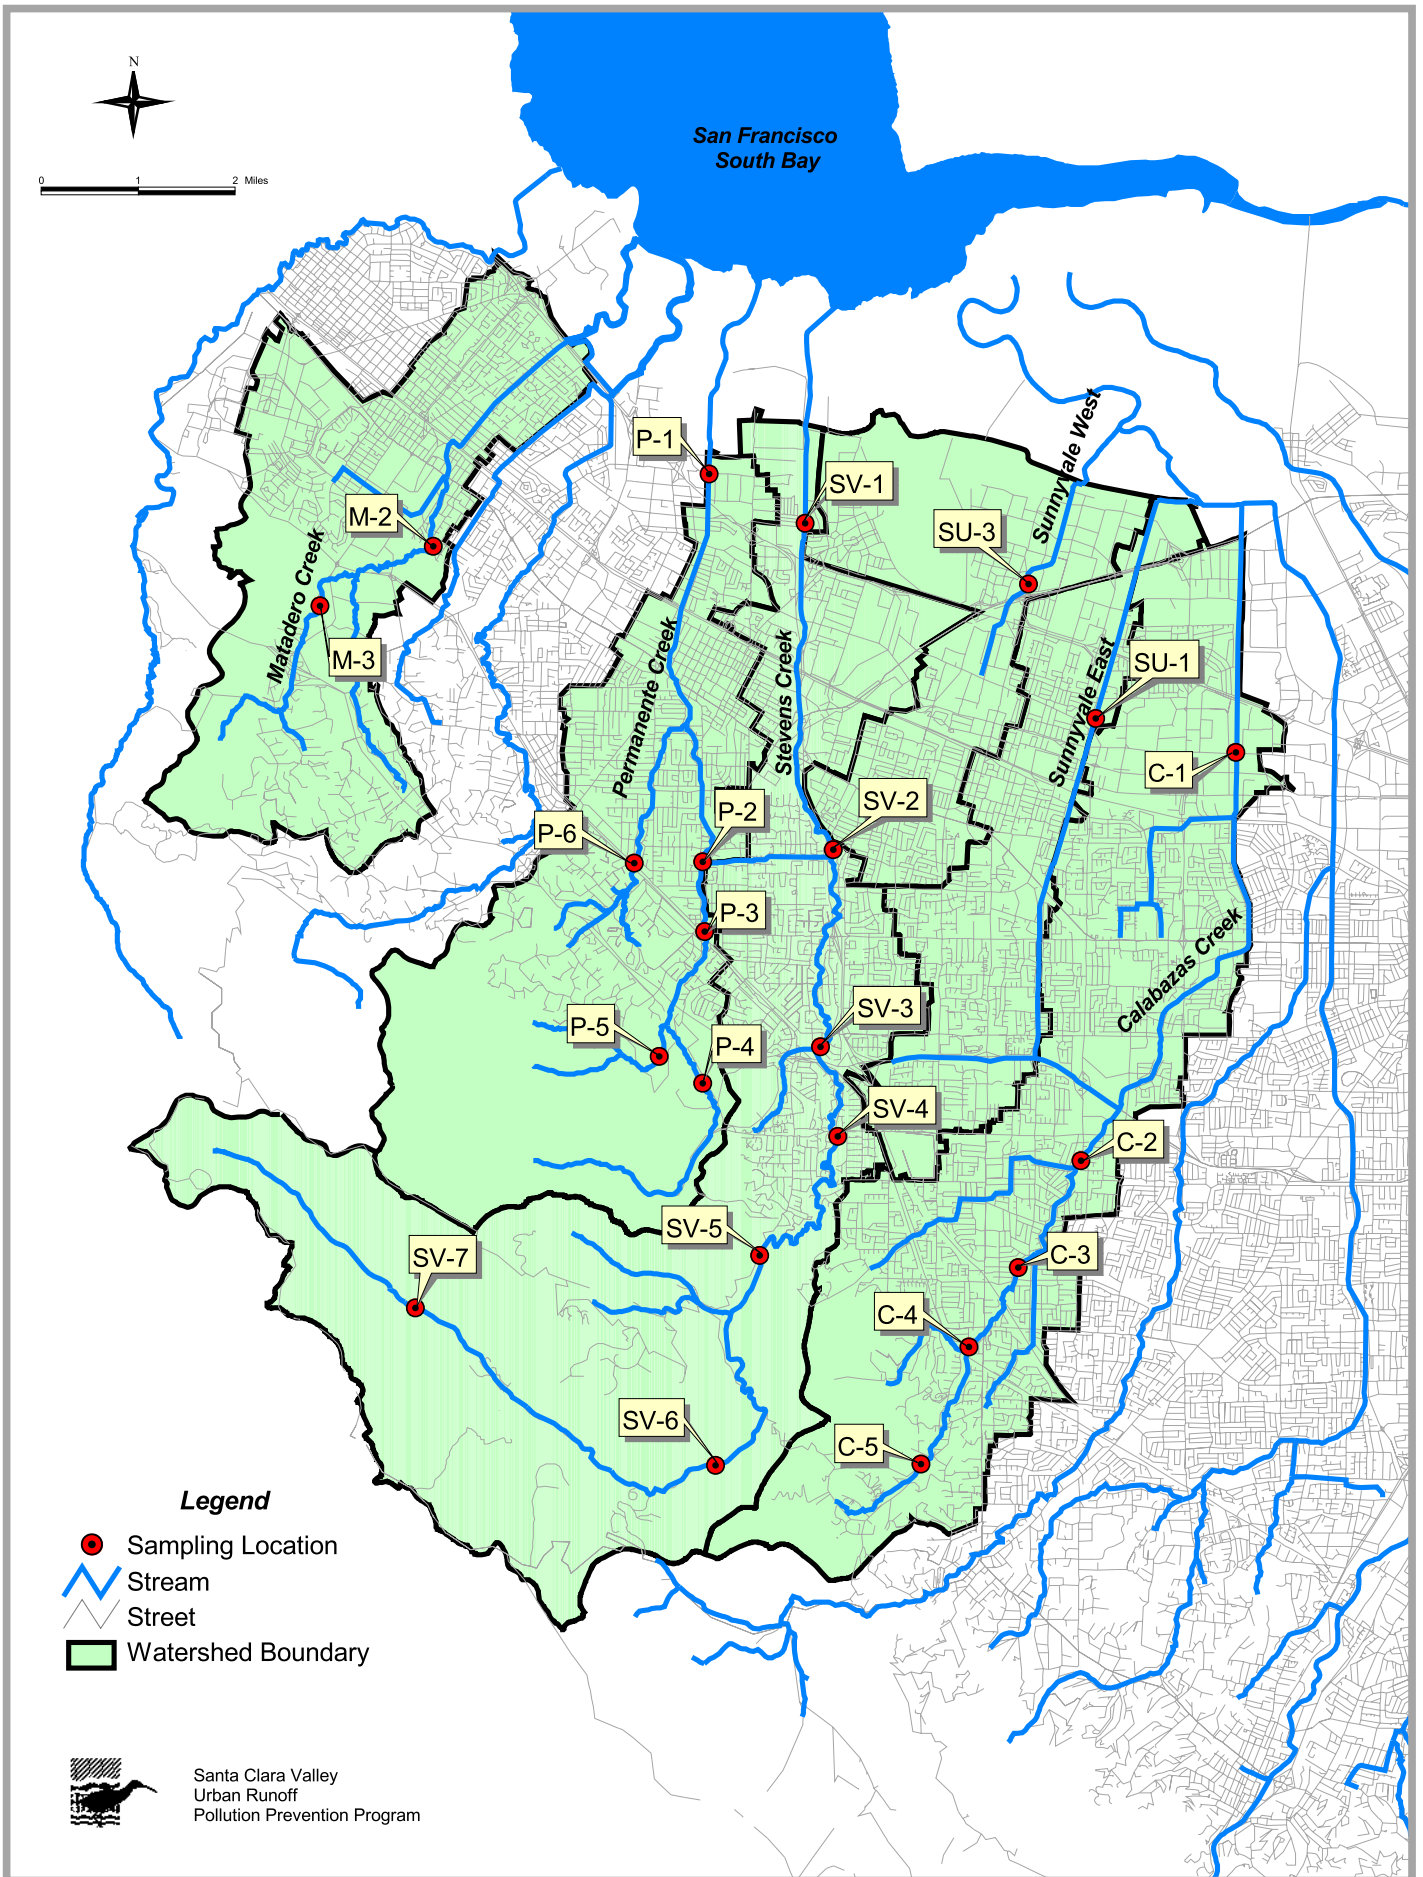 N
0 1 2 Miles
San Francisco
South Bay
Sunnyvale West
P-1
SV-1
M-2
SU-3
Matadero Creek
M-3
Permanente Creek
Stevens Creek
Sunnyvale East
SU-1
C-1
P-2
SV-2
P-6
P-3
Calabazas Creek
P-5
P-4
SV-3
SV-4
C-2
SV-5
SV-7
C-3
C-4
SV-6
C-5
Legend
Sampling Location
Stream
Street
Watershed Boundary
Santa Clara Valley
Urban Runoff
Pollution Prevention Program